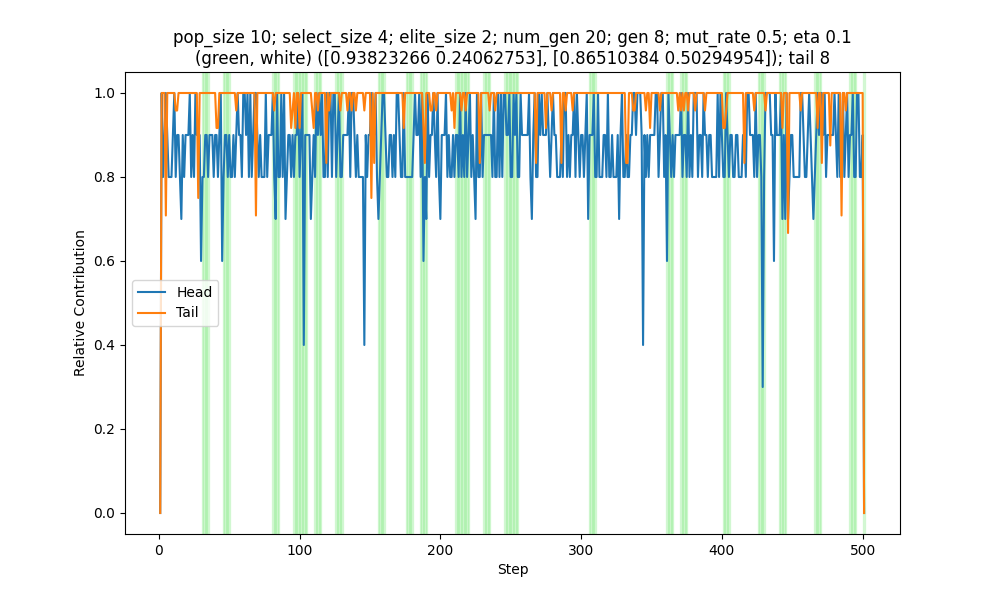 pop_size 10; select_size 4; elite_size 2; num_gen 20; gen 8; mut_rate 0.5; eta 0.1
(green, white) ([0.93823266 0.24062753], [0.86510384 0.50294954]); tail 8
1.0
0.8
0.6
0.4
0.2
0.0
Relative Contribution
Head
Tail
0
100
200
300
400
500
Step